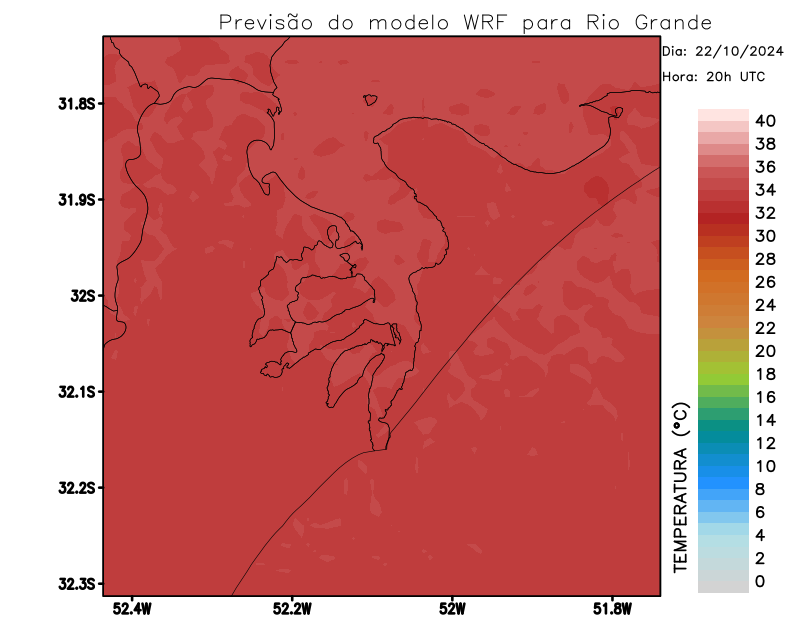 Previsão do modelo WRF para Rio Grande
Dia: 22/10/2024
Hora: 20h UTC
31.8S
31.9S
32S
32.1S
32.2S
32.3S
52.4W
52.2W
52W
51.8W
TEMPERATURA (°C)
40
38
36
34
32
30
28
26
24
22
20
18
16
14
12
10
8
6
4
2
0